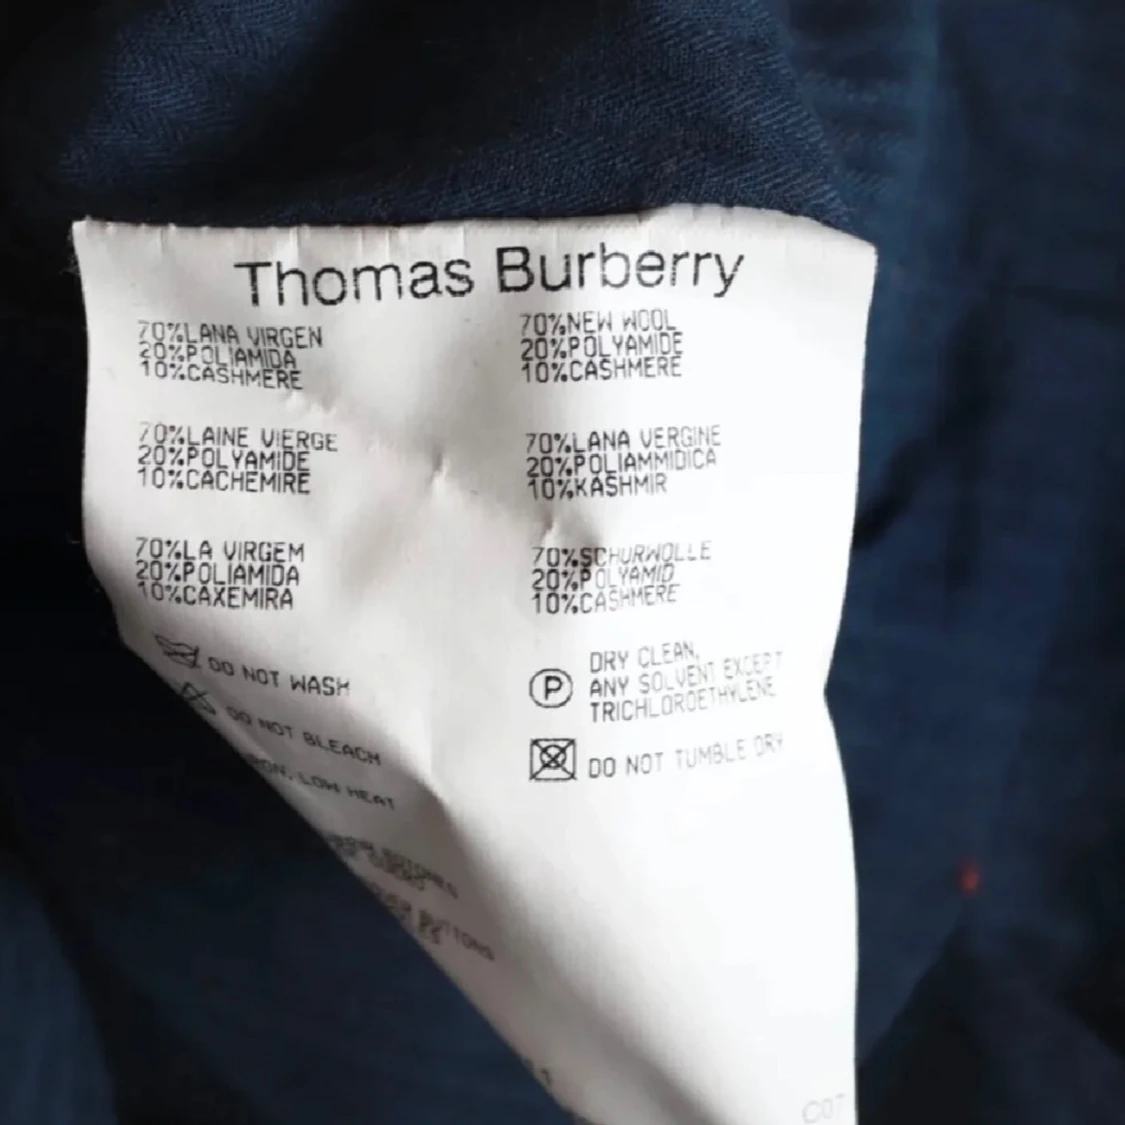 Thomas Burberry
70%LANA VIRGEN
20%POLIAMIDA
10%CASHMERE
70%NEW WOOL
20%POLYAMIDE
10%CASHMERE
70%LAINE VIERGE
20%POLYAMIDE
10%CACHEMIRE
70%LANA VERGINE
20%POLIAMMIDICA
10%KASHMIR
70%LA VIRGEM
20%POLIAMIDA
10%CAXEMIRA
70%SCHURWOLLE
20%POLYAMID
10%CASHMERE
DO NOT WASH
DO NOT BLEACH
LOW HEAT
P
DRY CLEAN,
ANY SOLVENT EXCEPT
TRICHLOROETHYLENE
DO NOT TUMBLE DRY
BUTTONS
C07